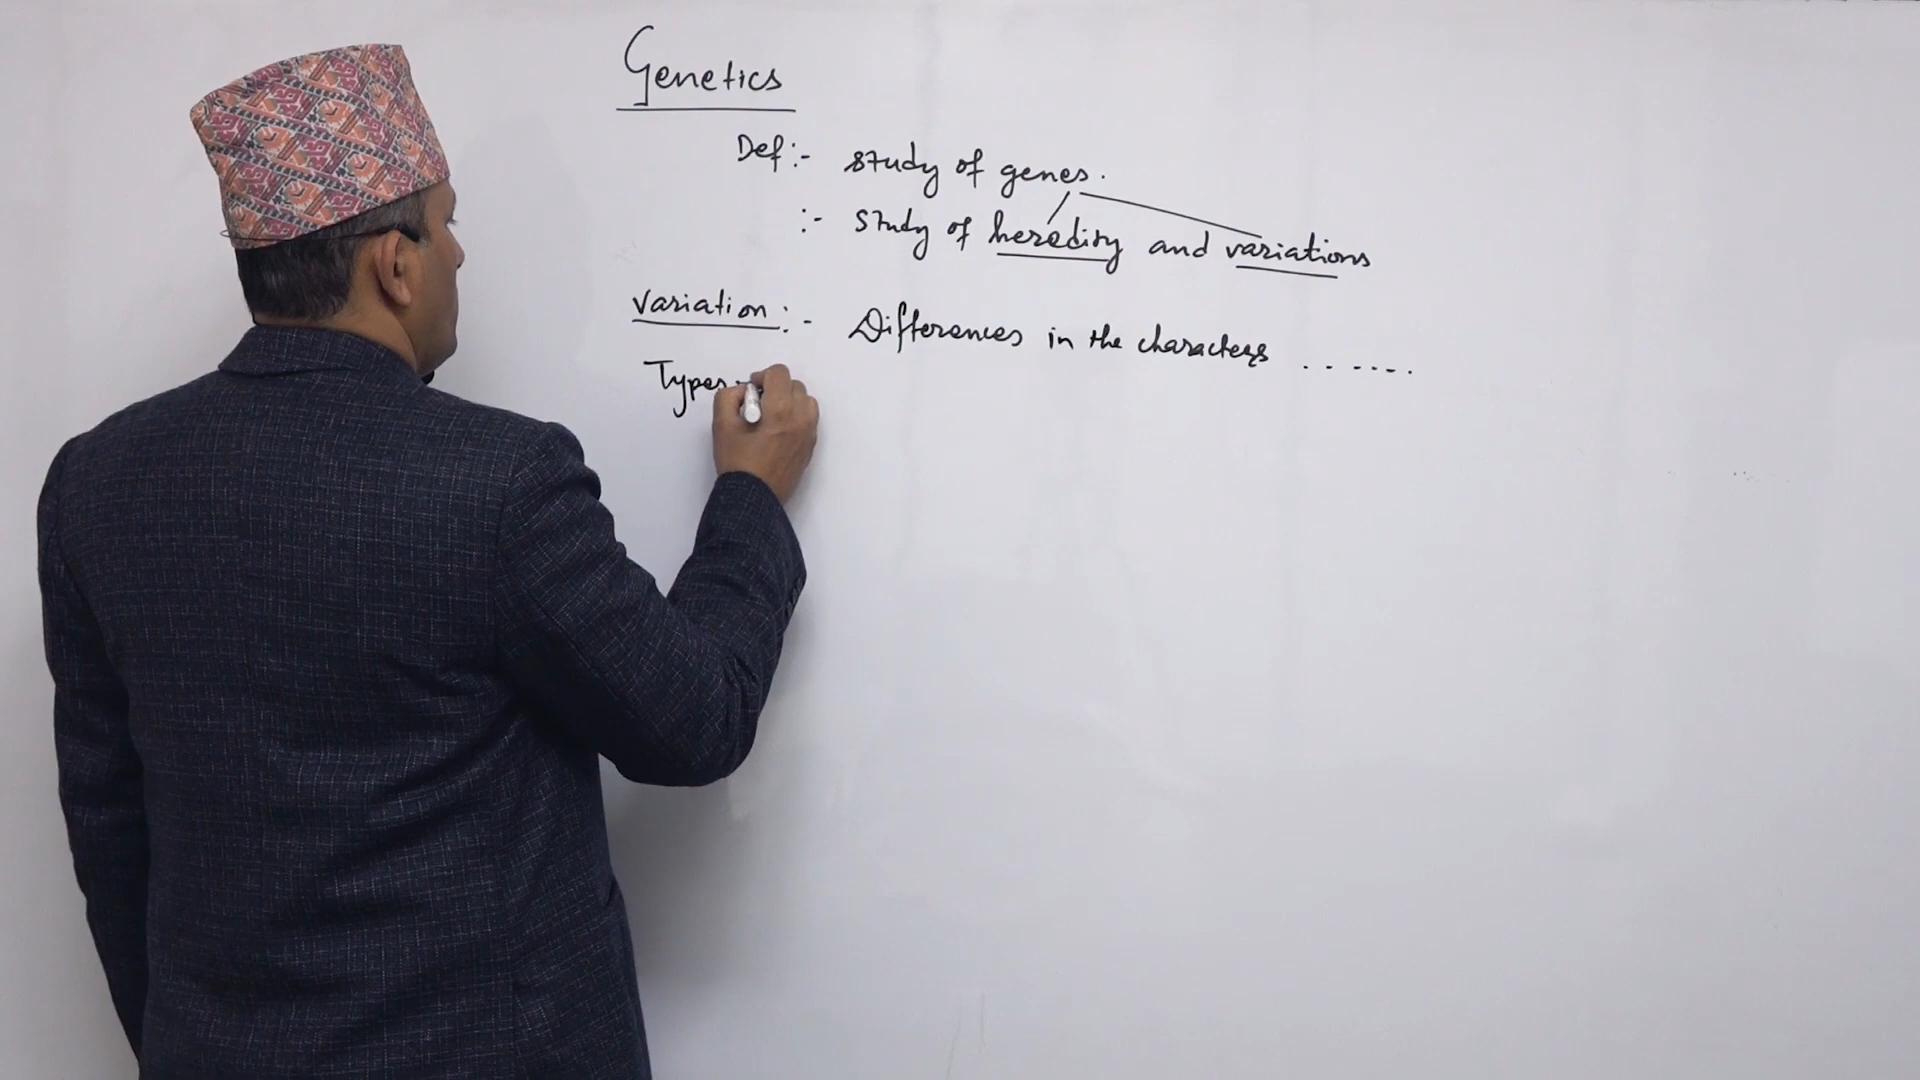 Genetics
Def:- study of genes.
:- study of heredity and variations
variation:- Differences in the characters .......
Types